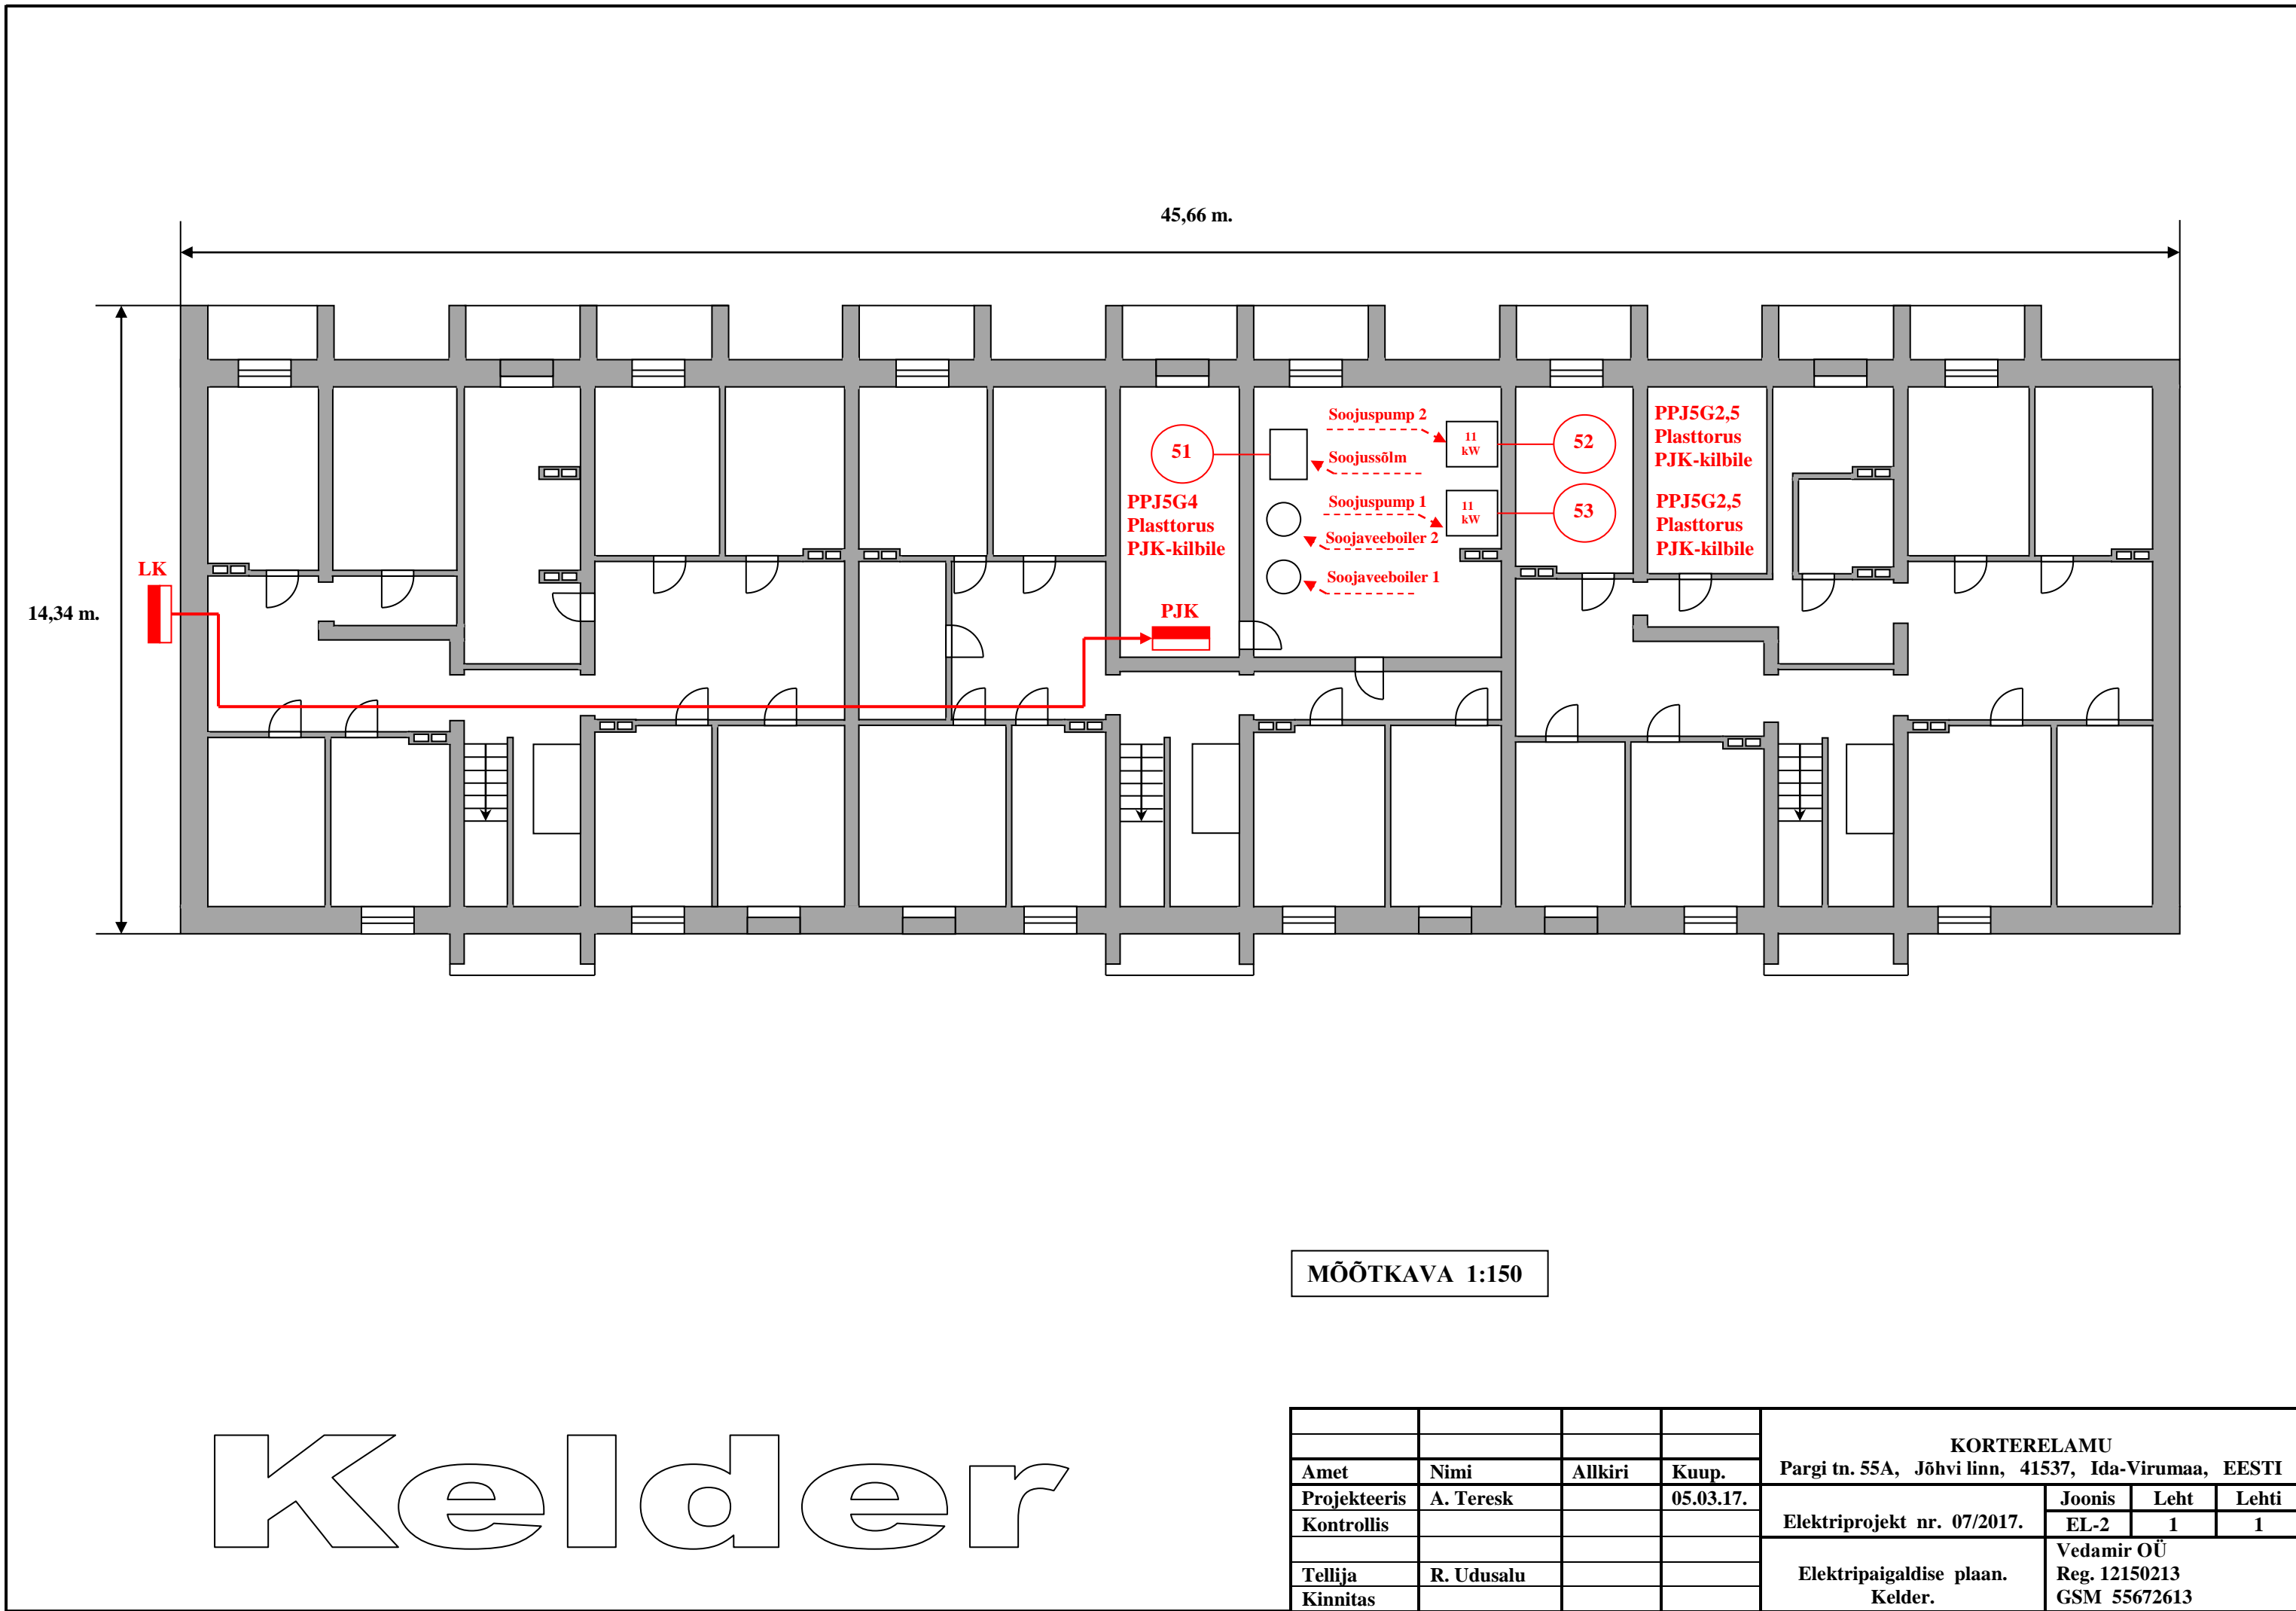 45,66 m.
14,34 m.
LK
51
PPJ5G4
Plasttorus
PJK-kilbile
PJK
Soojuspump 2
11
kW
Soojussõlm
Soojuspump 1
11
kW
Soojaveeboiler 2
Soojaveeboiler 1
52
53
PPJ5G2,5
Plasttorus
PJK-kilbile
PPJ5G2,5
Plasttorus
PJK-kilbile
MÕÕTKAVA 1:150
Kelder
KORTERELAMU
Pargi tn. 55A, Jõhvi linn, 41537, Ida-Virumaa, EESTI
Amet Nimi Allkiri Kuup.
Projekteeris A. Teresk 05.03.17.
Kontrollis
Tellija R. Udusalu
Kinnitas
Elektriprojekt nr. 07/2017.
Joonis Leht Lehti
EL-2 1 1
Elektripaigaldise plaan.
Kelder.
Vedamir OÜ
Reg. 12150213
GSM 55672613